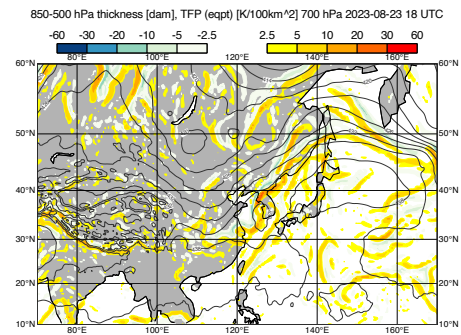 850-500 hPa thickness [dam], TFP (eqpt) [K/100km^2] 700 hPa 2023-08-23 18 UTC
-60 -30 -20 -10 -5 -2.5 2.5 5 10 20 30 60
80°E 100°E 120°E 140°E 160°E
60°N 60°N
50°N 50°N
40°N 40°N
30°N 30°N
20°N 20°N
10°N 10°N
80°E 100°E 120°E 140°E 160°E